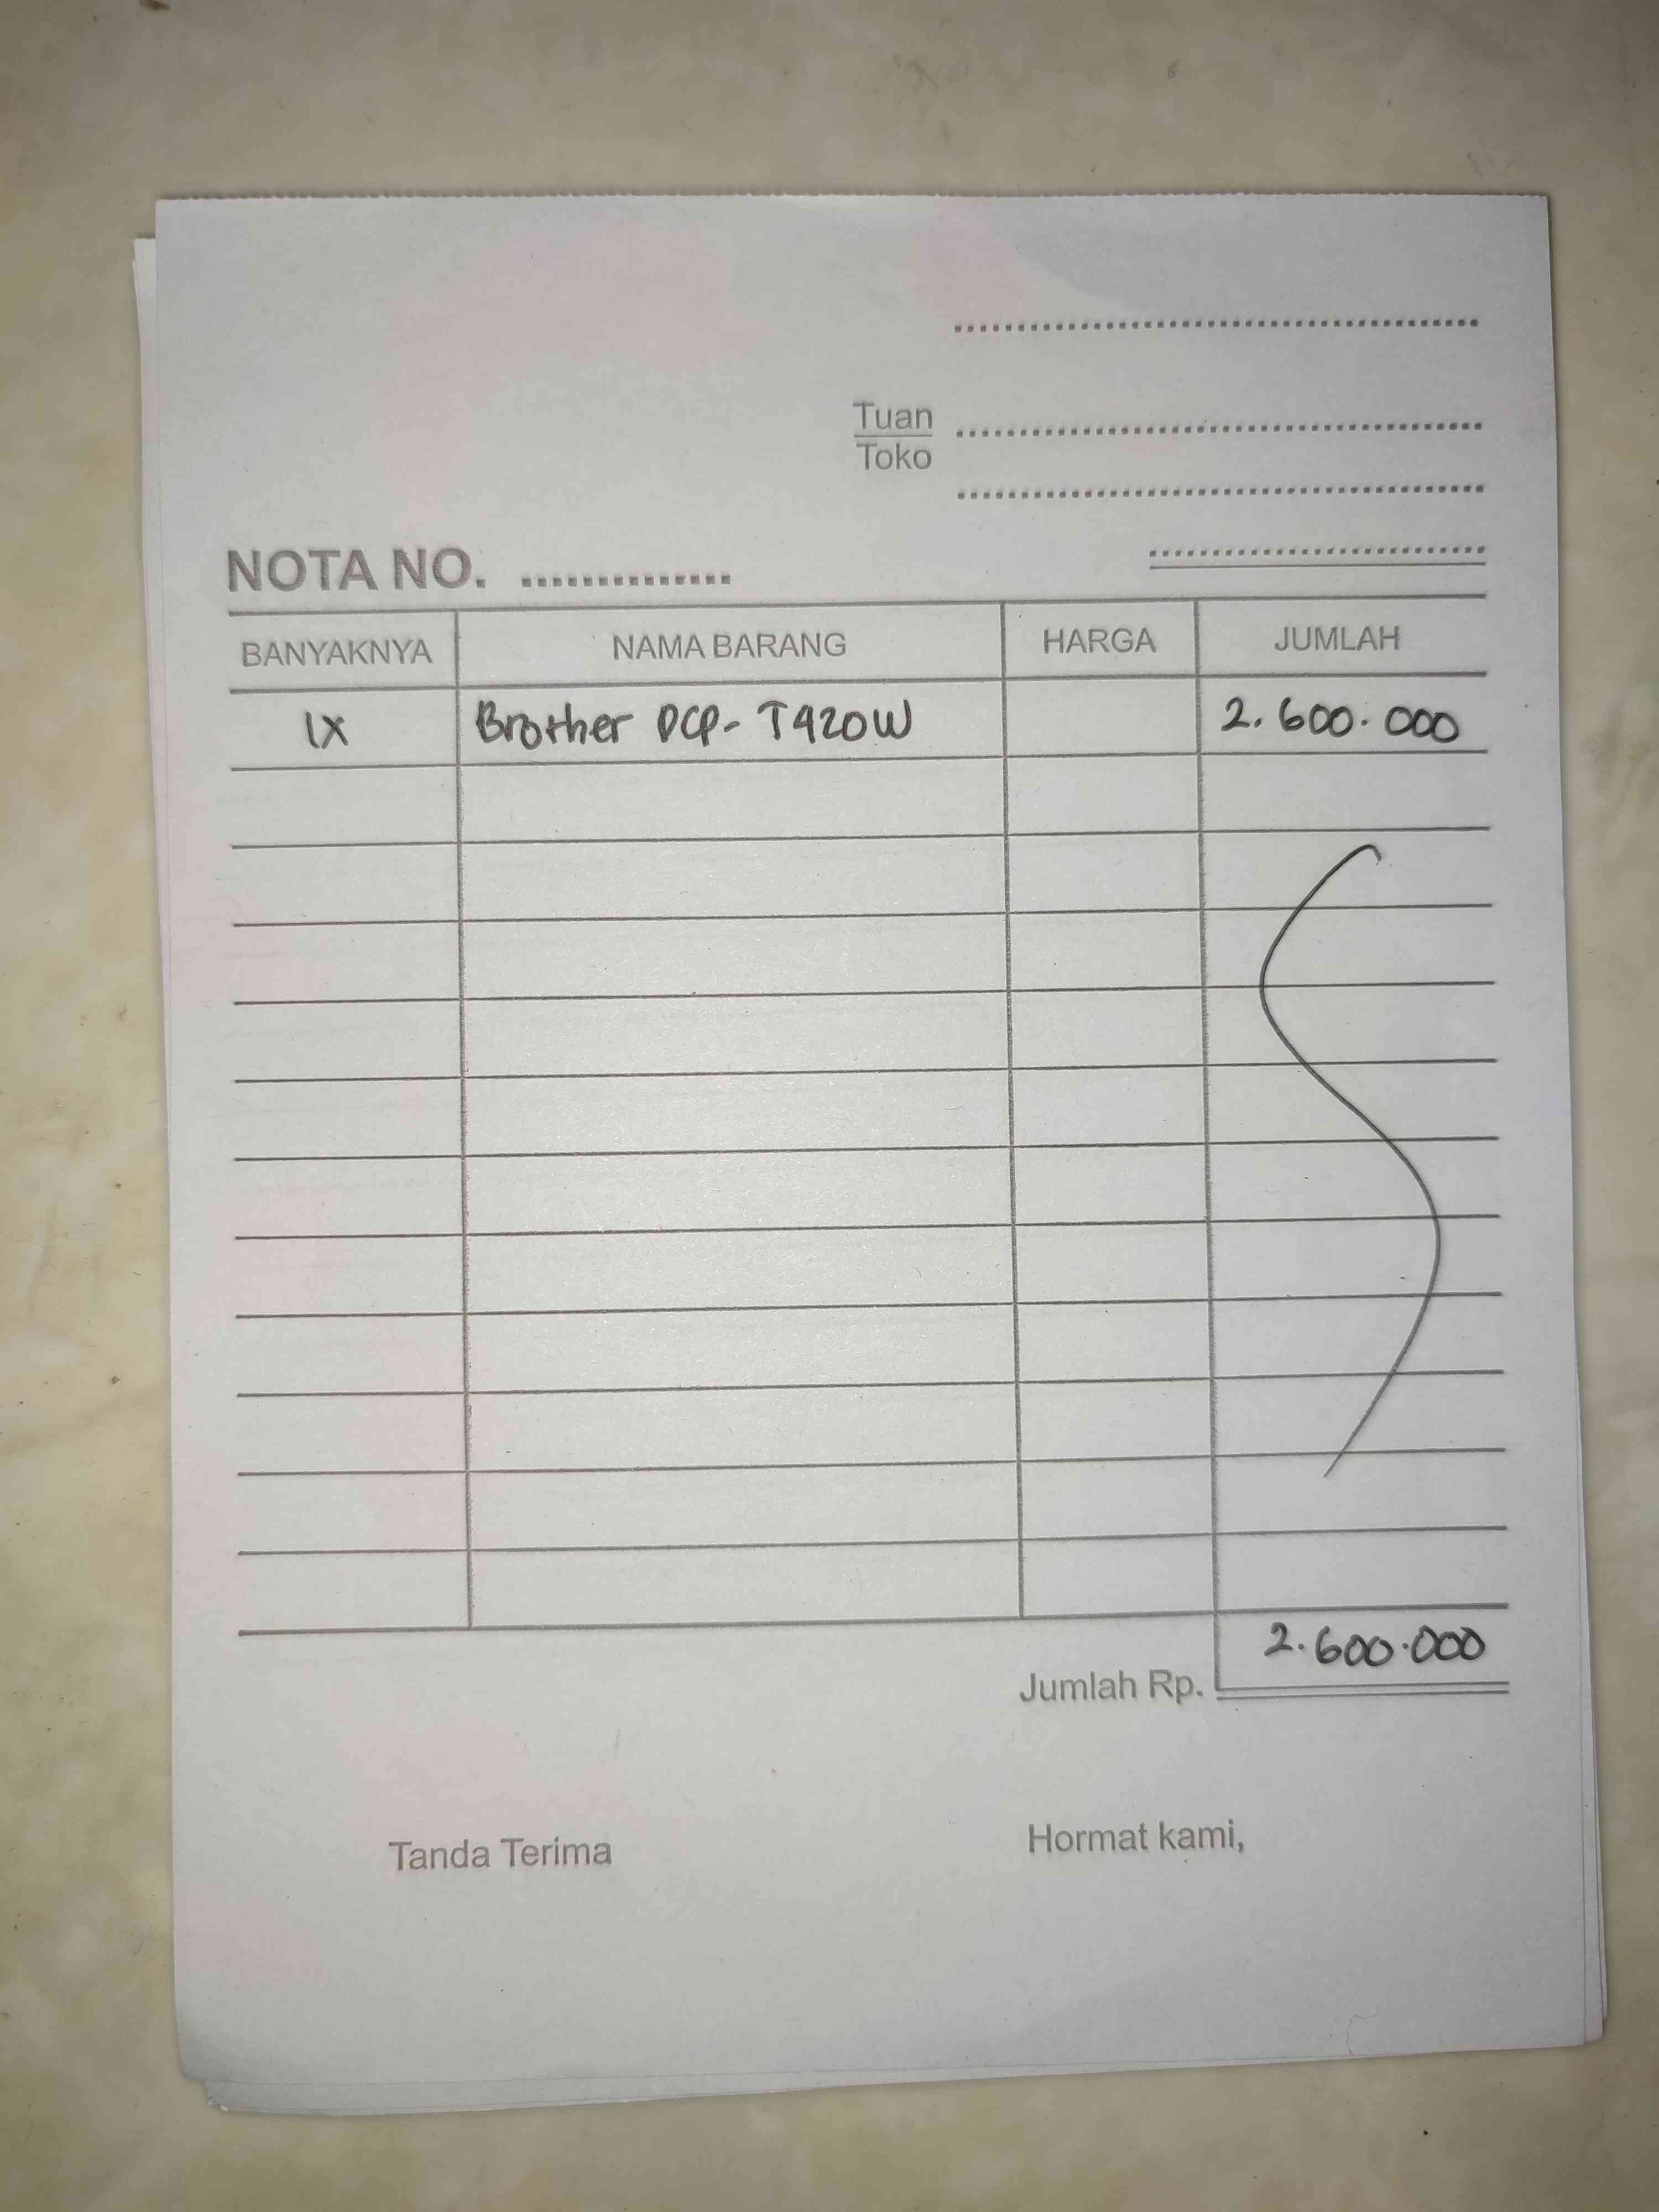 Tuan
Toko
NOTA NO. ..............
BANYAKNYA NAMA BARANG HARGA JUMLAH
1X Brother DCP-T420W 2.600.000
2.600.000
Jumlah Rp.
Tanda Terima Hormat kami,